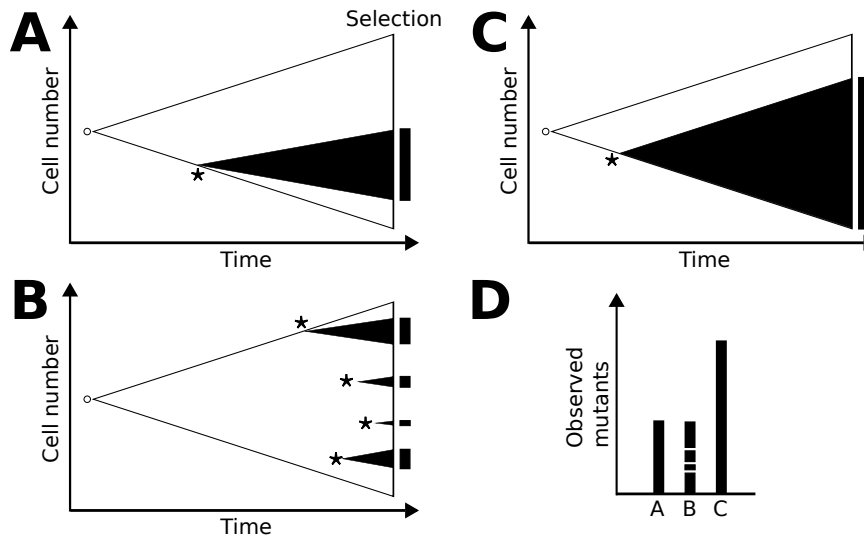 A
Selection
Cell number
Time
C
Cell number
Time
B
Cell number
Time
D
Observed
mutants
A B C